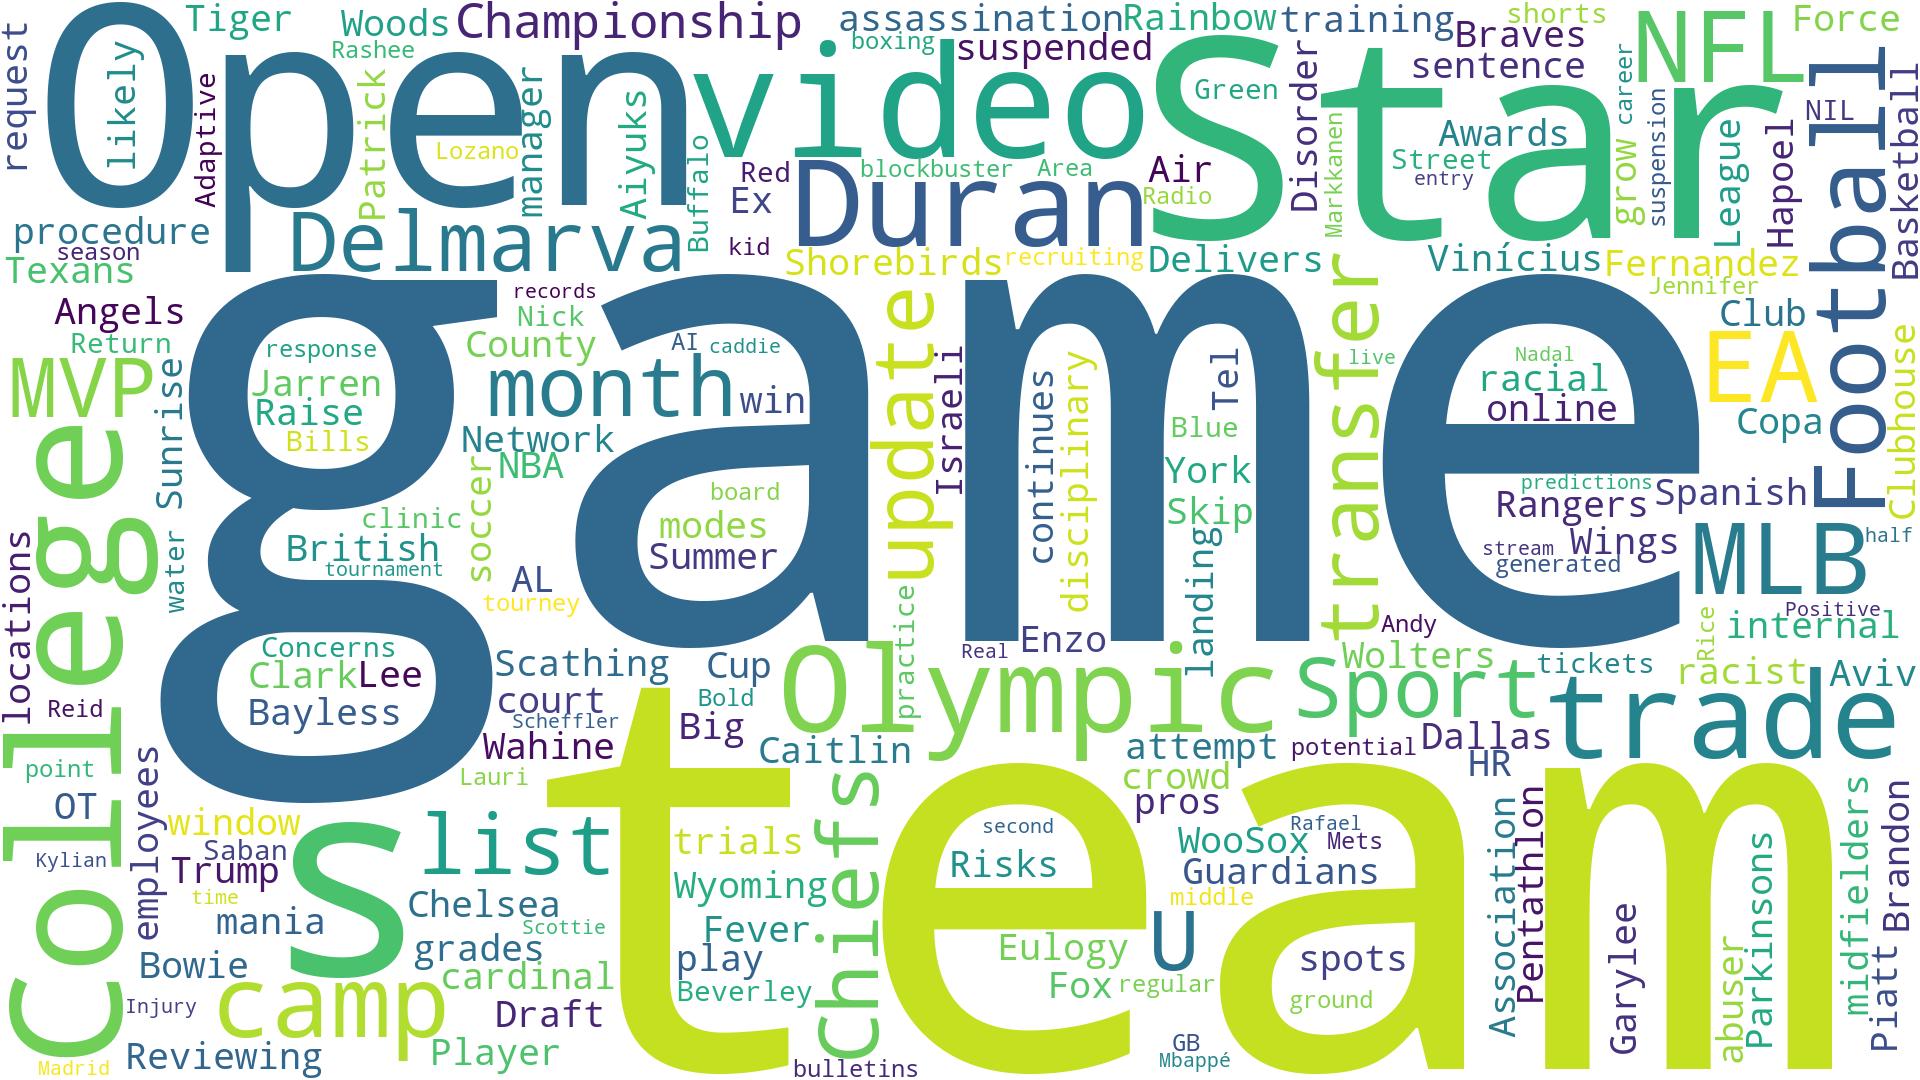 request
Open
likely
Tiger
Woods
Rashee
Championship
assassination
Rainbow
training
shorts
NFL
Force
boxing
suspended
video
star
Green
Disorder
Braves
sentence
career
suspension
NIL
Football
Basketball
Adaptive
Patrick
Lozano
manager
Aiyuks
Buffalo
Red
Ex
Duran
blockbuster
Area
Air
Radio
Markkanen
Awards
Street
entry
grow
League
Hapoel
procedure
season
Texans
Delmarva
kid
Shorebirds
recruiting
Delivers
Vinícius
Fernandez
Jennifer
Angels
Return
records
Nick
County
AI
caddie
game
update
Israeli
transfer
live
Club
EA
Copa
Clubhouse
MVP
Sunrise
response
Jarren
Raise
Bills
month
win
Network
NBA
soccer
continues
disciplinary
Tel
Blue
York
Skip
landing
Nadal
racial
online
predictions
Rangers
Spanish
stream
Wings
generated
MLB
half
College
locations
water
clinic
British
tournament
AL
tourney
board
modes
Summer
practice
Enzo
Real
Andy
Positive
internal
Rice
racist
Aviv
Concerns
Clark
Lee
Bayless
Reid
Scathing
court
Scheffler
Wahine
Lauri
Cup
Bold
Big
Olympic
Caitlin
Sport
Wolters
tickets
trade
attempt
potential
Dallas
HR
crowd
pros
point
OT
employees
window
Saban
Kylian
Trump
time
mania
Bowie
s
list
Chelsea
Scottie
grades
cardinal
camp
Draft
Player
Injury
Reviewing
Madrid
team
trials
Wyoming
Fever
play
Beverley
chiefs
bulletins
second
Risks
Eulogy
Fox
regular
WooSox
Rafael
Mets
Guardians
middle
U
GB
Mbappé
spots
ground
Association
Pentathlon
Garylee
abuser
Parkinsons
midfielders
Piatt
Brandon